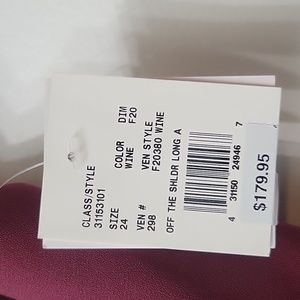 CLASS/STYLE
31153101
COLOR DIM
WINE F20
SIZE
24
VEN STYLE
F20380 WINE
VEN #
298
OFF THE SHLDR LONG A
4 31150 24946 7
$179.95